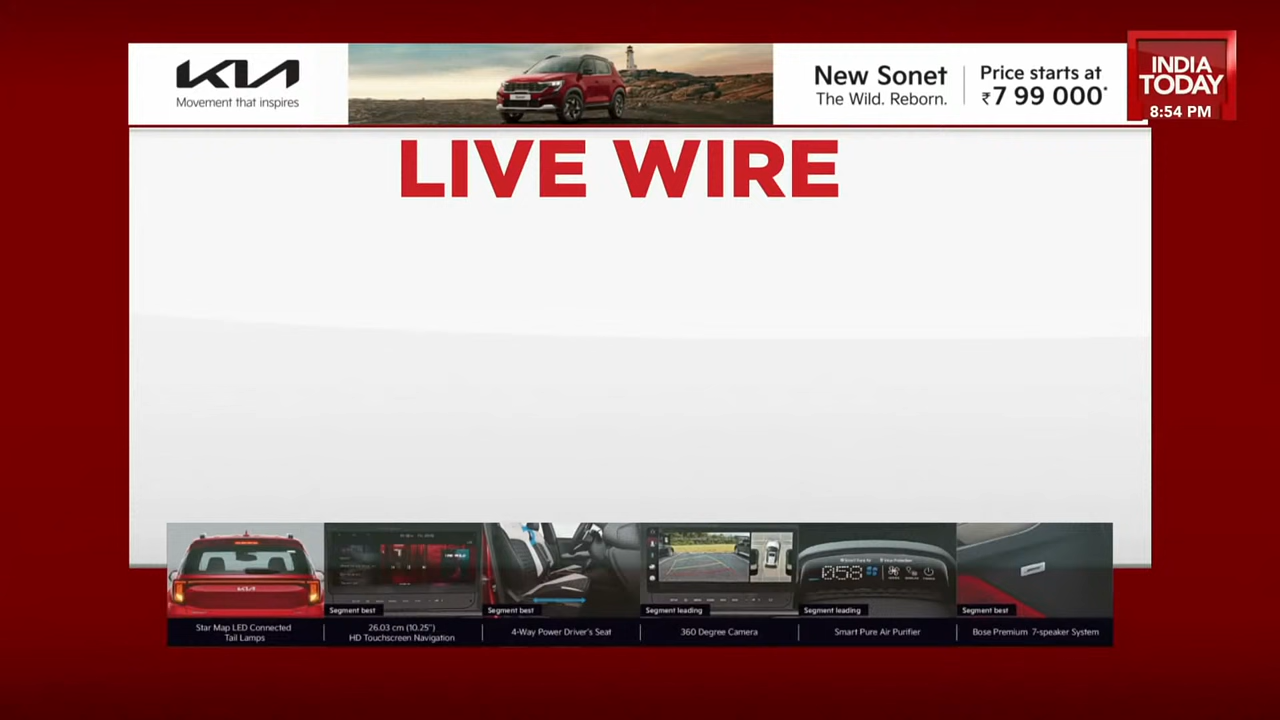 KIA
Movement that inspires
New Sonet
The Wild. Reborn.
Price starts at
₹7 99 000*
INDIA
TODAY
8:54 PM
LIVE WIRE
Segment best
Segment best
Segment leading
Segment leading
Segment best
Star Map LED Connected
Tail Lamps
26.03 cm (10.25")
HD Touchscreen Navigation
4-Way Power Driver's Seat
360 Degree Camera
Smart Pure Air Purifier
Bose Premium 7-speaker System
058
KIA